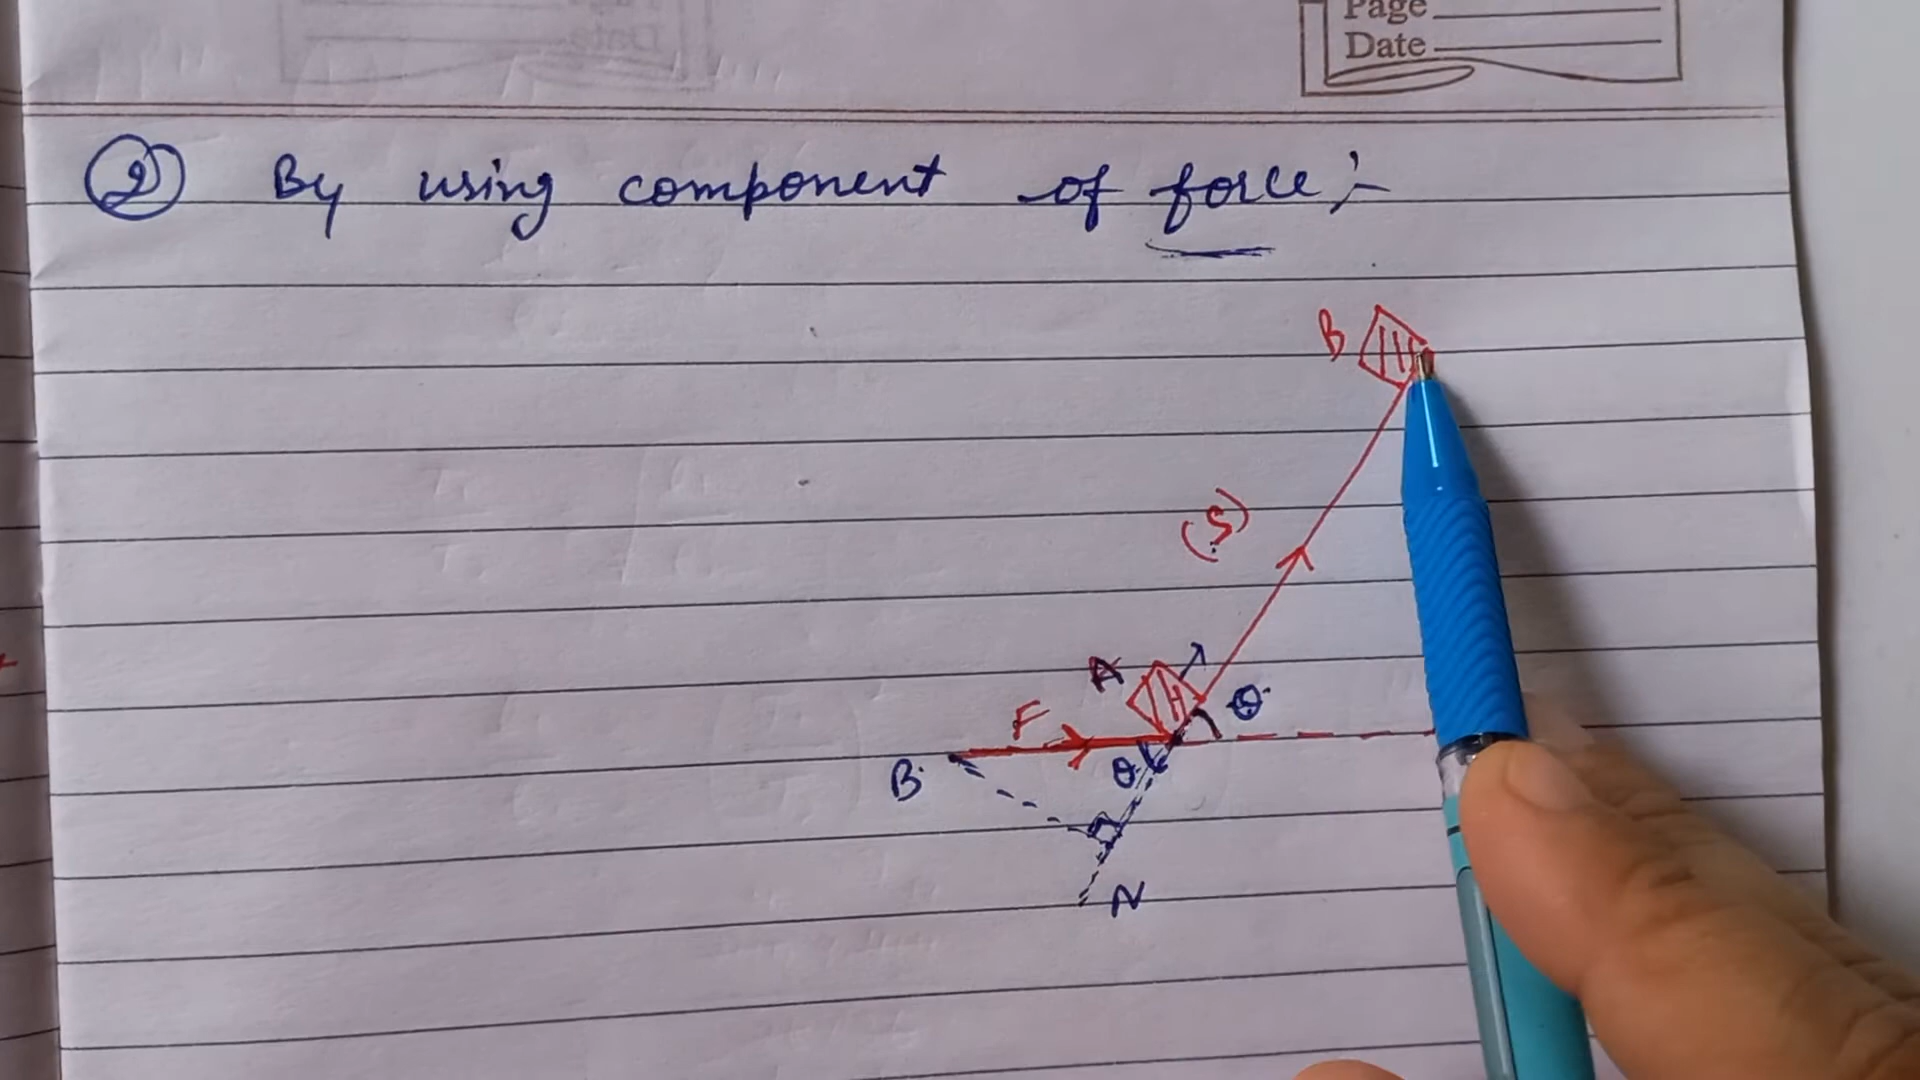 Page
Date
② By using component of force :-
B
(S)
A
F
θ
B
θ
N